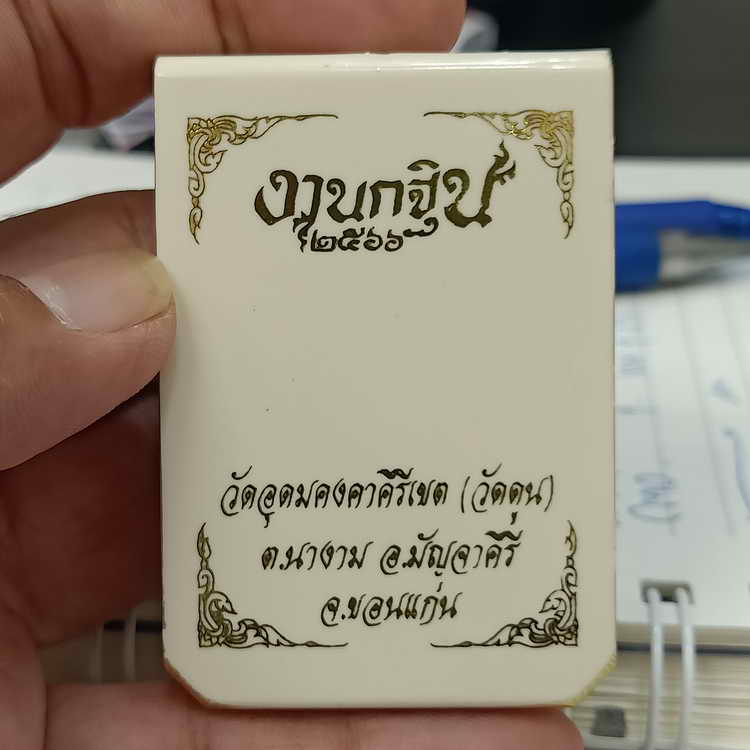 งานกฐิน
๒๕๖๖
วัดอุดมคงคาคีรีเขต (วัดดูน)
ต.นางาม อ.มัญจาคีรี
จ.ขอนแก่น